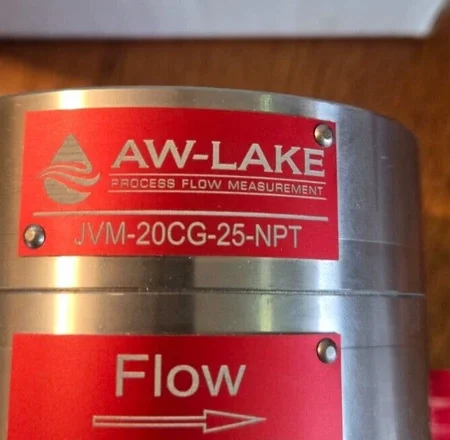 AW-LAKE
PROCESS FLOW MEASUREMENT
JVM-20CG-25-NPT
Flow